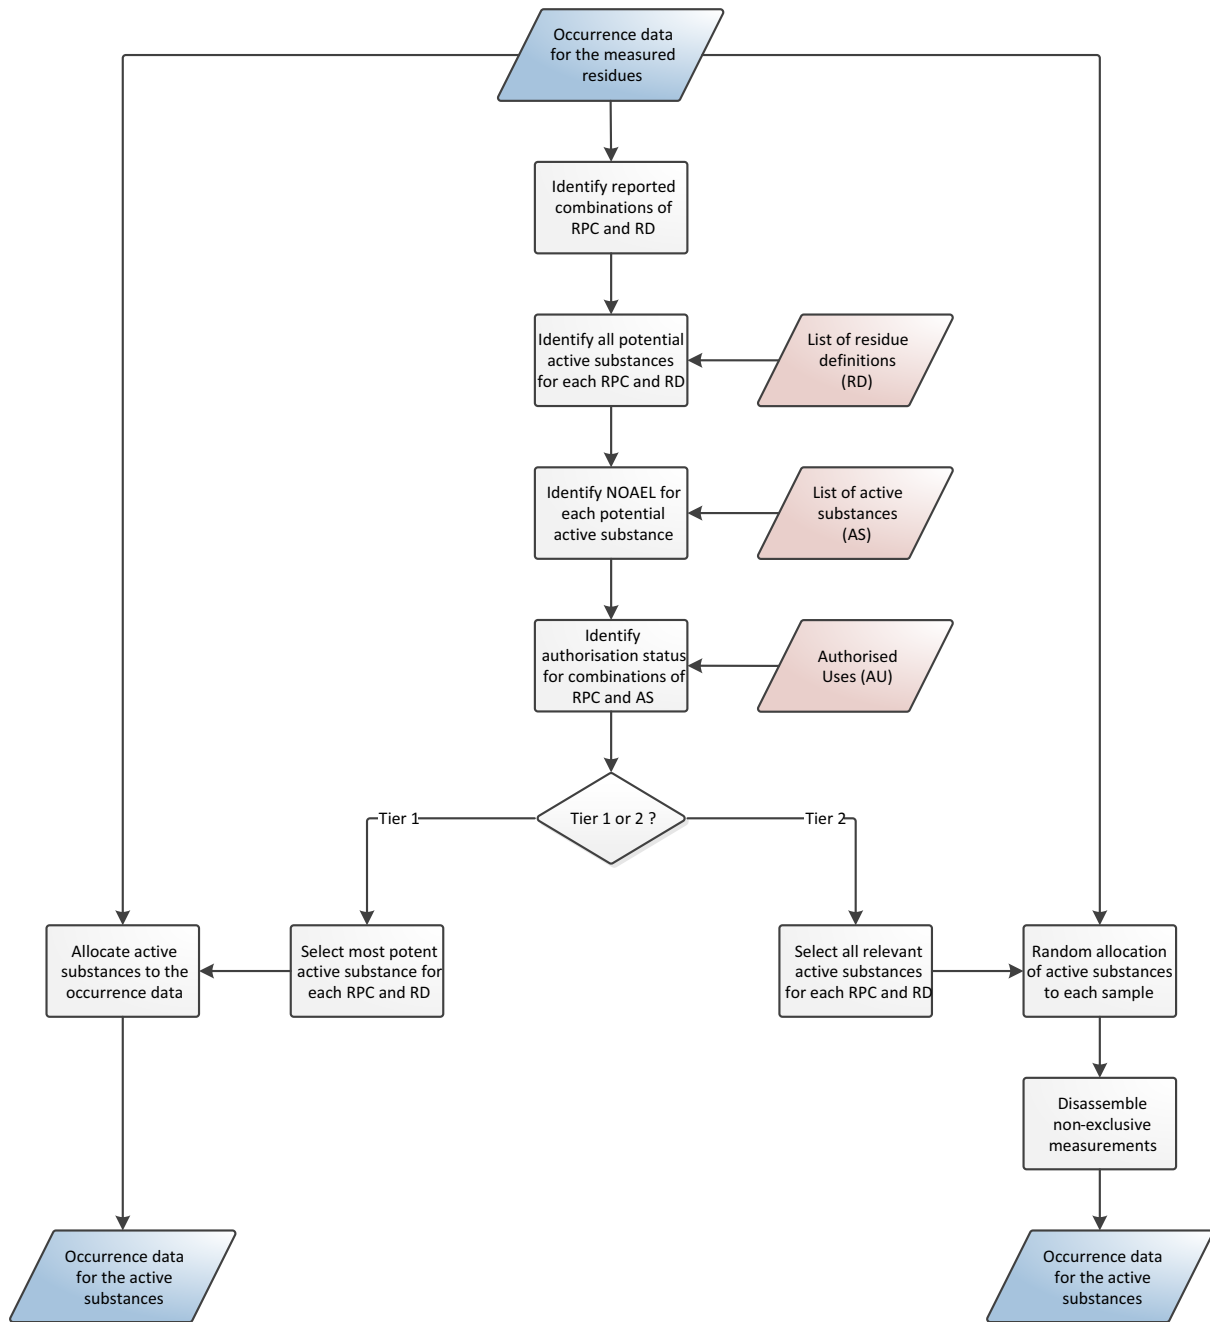 Occurrence data
for the measured
residues
Identify reported
combinations of
RPC and RD
Identify all potential
active substances
for each RPC and RD
List of residue
definitions
(RD)
Identify NOAEL for
each potential
active substance
List of active
substances
(AS)
Identify
authorisation status
for combinations of
RPC and AS
Authorised
Uses (AU)
Tier 1
Tier 1 or 2 ?
Tier 2
Allocate active
substances to the
occurrence data
Select most potent
active substance for
each RPC and RD
Select all relevant
active substances
for each RPC and RD
Random allocation
of active substances
to each sample
Disassemble
non-exclusive
measurements
Occurrence data
for the active
substances
Occurrence data
for the active
substances